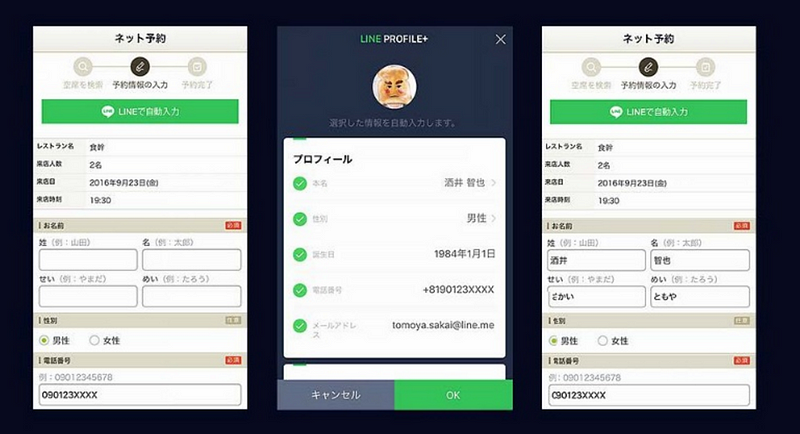 ネット予約
空席を検索 予約情報の入力 予約完了
LINE LINEで自動入力
レストラン名 食幹
来店人数 2名
来店日 2016年9月23日(金)
来店時刻 19:30
お名前 必須
姓 (例：山田) 名 (例：太郎)
せい (例：やまだ) めい (例：たろう)
性別 任意
男性 女性
電話番号 必須
例：09012345678
090123XXXX
LINE PROFILE+
選択した情報を自動入力します。
プロフィール
本名 酒井 智也
性別 男性
誕生日 1984年1月1日
電話番号 +8190123XXXX
メールアドレ
ス tomoya.sakai@line.me
キャンセル OK
ネット予約
空席を検索 予約情報の入力 予約完了
LINE LINEで自動入力
レストラン名 食幹
来店人数 2名
来店日 2016年9月23日(金)
来店時刻 19:30
お名前 必須
姓 (例：山田) 名 (例：太郎)
酒井 智也
せい (例：やまだ) めい (例：たろう)
さかい ともや
性別 任意
男性 女性
電話番号 必須
例：09012345678
090123XXXX